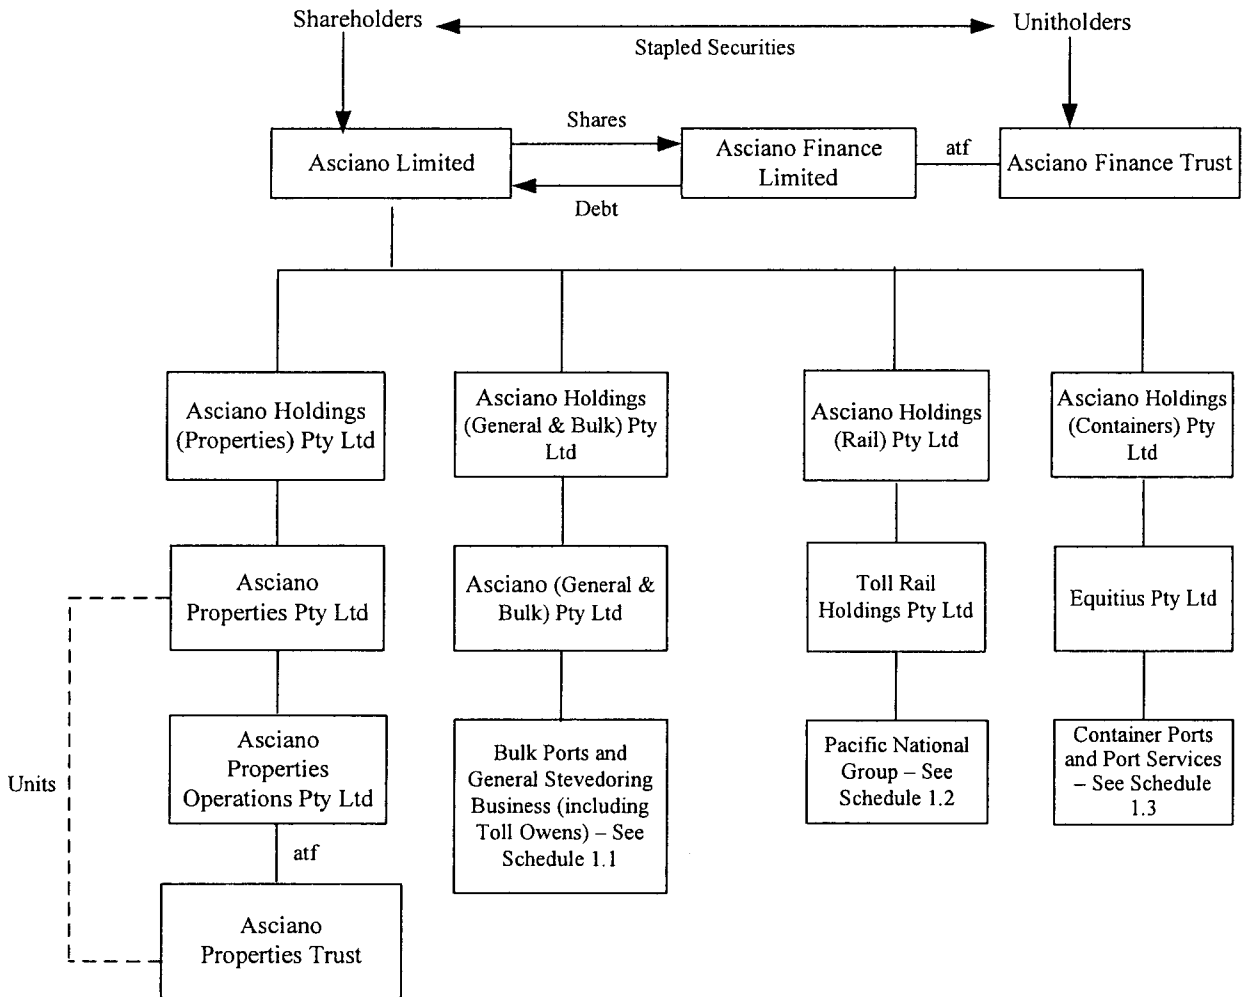 Shareholders
Stapled Securities
Unitholders
Asciano Limited
Shares
Debt
Asciano Finance
Limited
atf
Asciano Finance Trust
Asciano Holdings
(Properties) Pty Ltd
Asciano Holdings
(General & Bulk) Pty
Ltd
Asciano Holdings
(Rail) Pty Ltd
Asciano Holdings
(Containers) Pty
Ltd
Asciano
Properties Pty Ltd
Asciano (General &
Bulk) Pty Ltd
Toll Rail
Holdings Pty Ltd
Equitius Pty Ltd
Units
Asciano
Properties
Operations Pty Ltd
Bulk Ports and
General Stevedoring
Business (including
Toll Owens) – See
Schedule 1.1
Pacific National
Group – See
Schedule 1.2
Container Ports
and Port Services
– See Schedule
1.3
atf
Asciano
Properties Trust